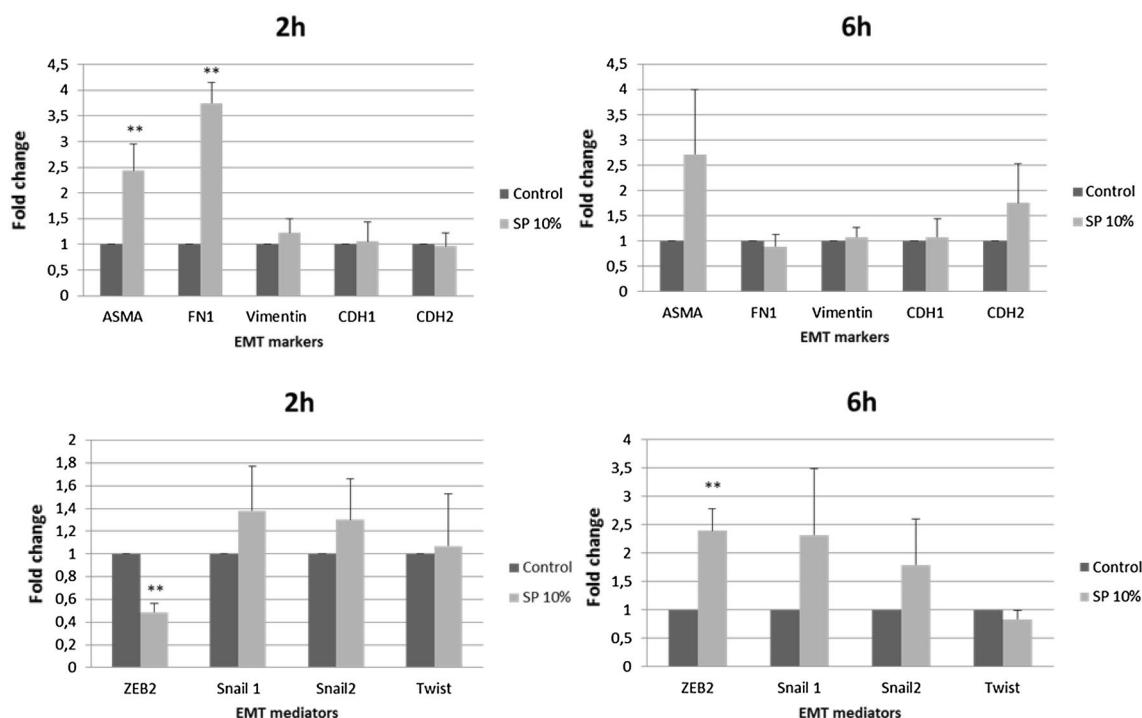 2h
4,5
4
3,5
3
2,5
2
1,5
1
0,5
0
Fold change
**
**
ASMA FN1 Vimentin CDH1 CDH2
EMT markers
Control
SP 10%
6h
4,5
4
3,5
3
2,5
2
1,5
1
0,5
0
Fold change
ASMA FN1 Vimentin CDH1 CDH2
EMT markers
Control
SP 10%
2h
2
1,8
1,6
1,4
1,2
1
0,8
0,6
0,4
0,2
0
Fold change
**
ZEB2 Snail 1 Snail2 Twist
EMT mediators
Control
SP 10%
6h
4
3,5
3
2,5
2
1,5
1
0,5
0
Fold change
**
ZEB2 Snail 1 Snail2 Twist
EMT mediators
Control
SP 10%